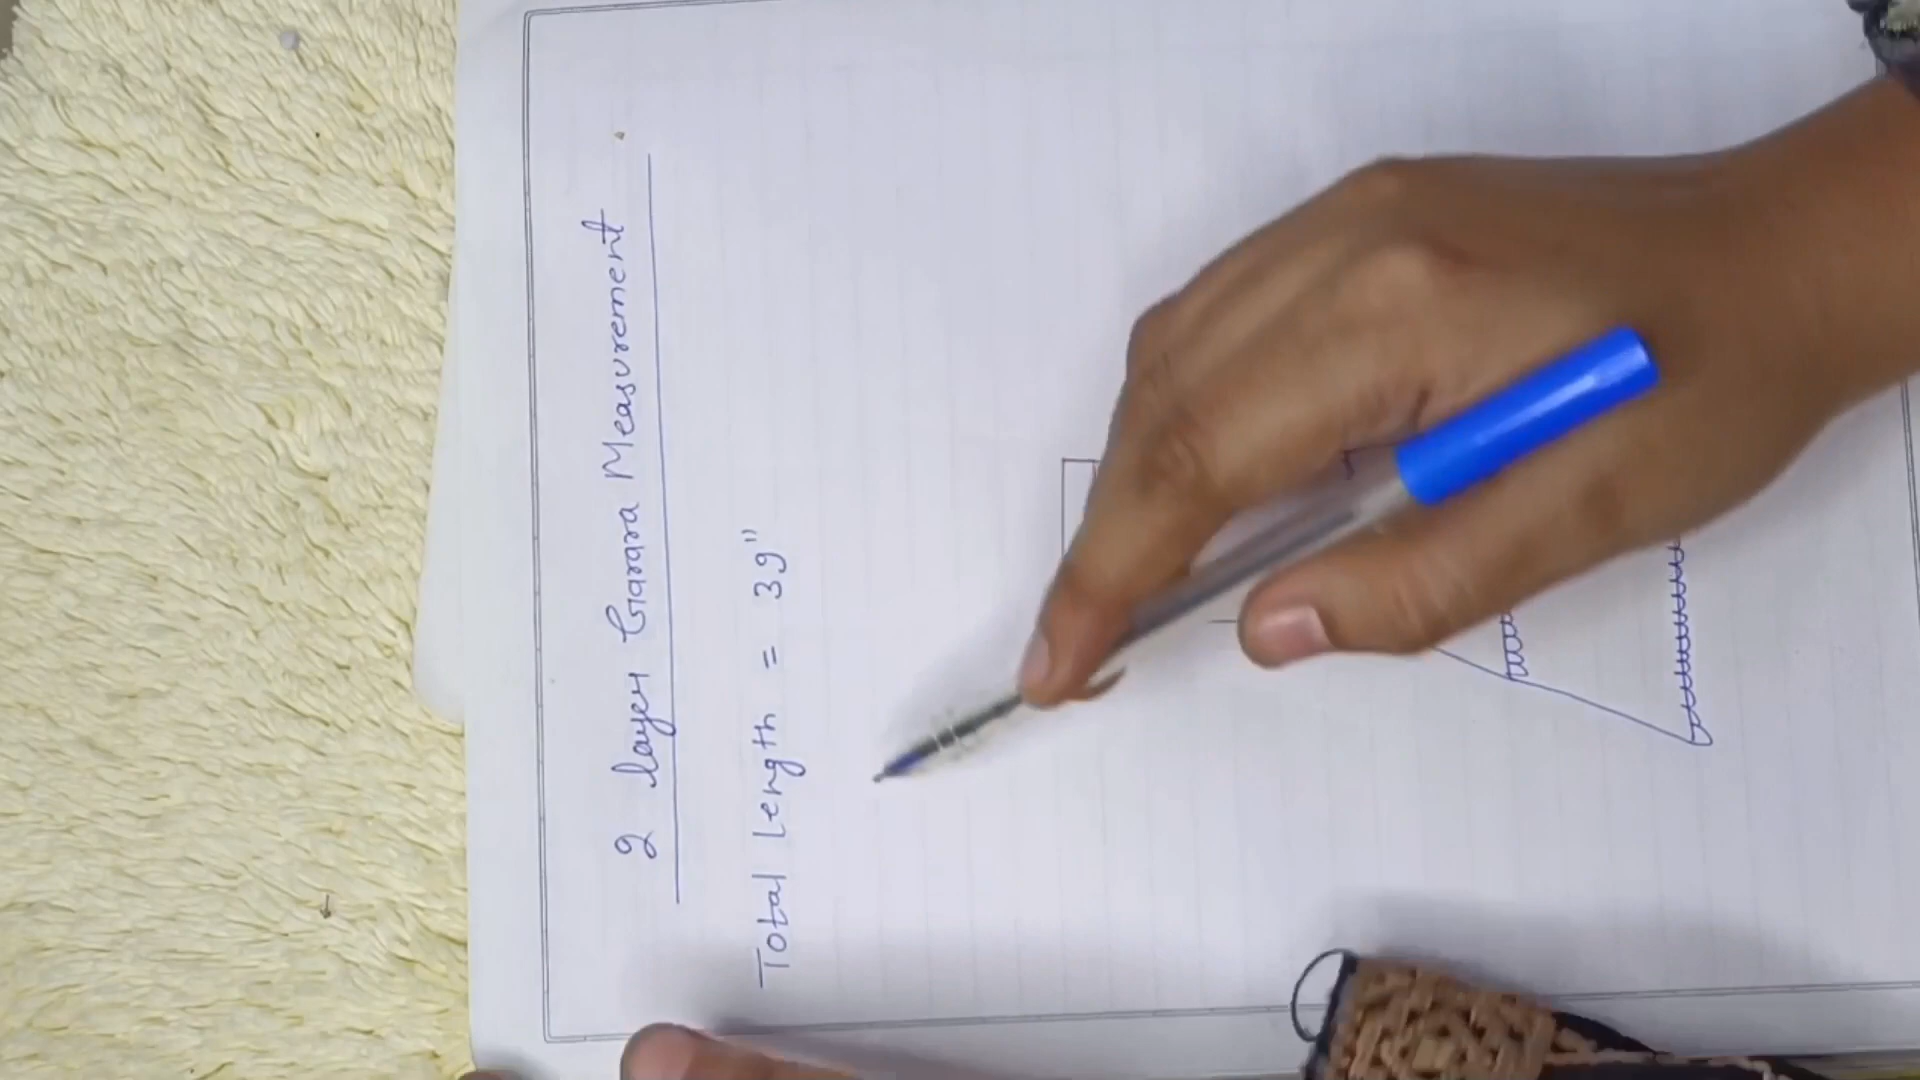 2 layer Garara Measurement
Total Length = 39"